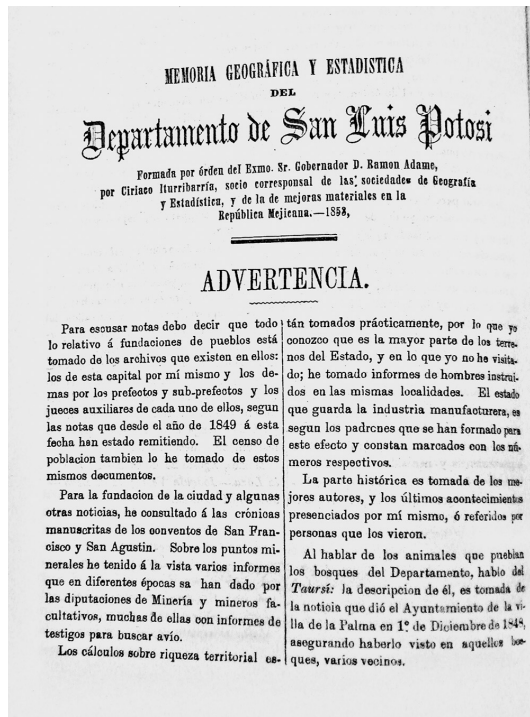 MEMORIA GEOGRÁFICA Y ESTADISTICA
DEL
Departamento de San Luis Potosi
Formada por órden del Exmo. Sr. Gobernador D. Ramon Adame,
por Ciriaco Iturribarría, socio corresponsal de las sociedades de Geografía
y Estadística, y de la de mejoras materiales en la
República Mejicana.—1853,
ADVERTENCIA.
Para escusar notas debo decir que todo
lo relativo á fundaciones de pueblos está
tomado de los archivos que existen en ellos:
los de esta capital por mí mismo y los de-
mas por los prefectos y sub-prefectos y los
jueces auxiliares de cada uno de ellos, segun
las notas que desde el año de 1849 á esta
fecha han estado remitiendo. El censo de
poblacion tambien lo he tomado de estos
mismos documentos.
Para la fundacion de la ciudad y algunas
otras noticias, he consultado á las crónicas
manuscritas de los conventos de San Fran-
cisco y San Agustin. Sobre los puntos mi-
nerales he tenido á la vista varios informes
que en diferentes épocas sa han dado por
las diputaciones de Minería y mineros fa-
cultativos, muchas de ellas con informes de
testigos para buscar avío.
Los cálculos sobre riqueza territorial es-
tán tomados prácticamente, por lo que yo
conozco que es la mayor parte de los terre-
nos del Estado, y en lo que yo no he visita-
do; he tomado informes de hombres instrui-
dos en las mismas localidades. El estado
que guarda la industria manufacturera, es
segun los padrones que se han formado para
este efecto y constan marcados con los nú-
meros respectivos.
La parte histórica es tomada de los me-
jores autores, y los últimos acontecimientos
presenciados por mí mismo, ó referidos por
personas que los vieron.
Al hablar de los animales que pueblan
los bosques del Departamento, hablo del
Taursí: la descripcion de él, es tomada de
la noticia que dió el Ayuntamiento de la vi-
lla de la Palma en 1º de Diciembre de 1848,
asegurando haberlo visto en aquellos bos-
ques, varios vecinos.